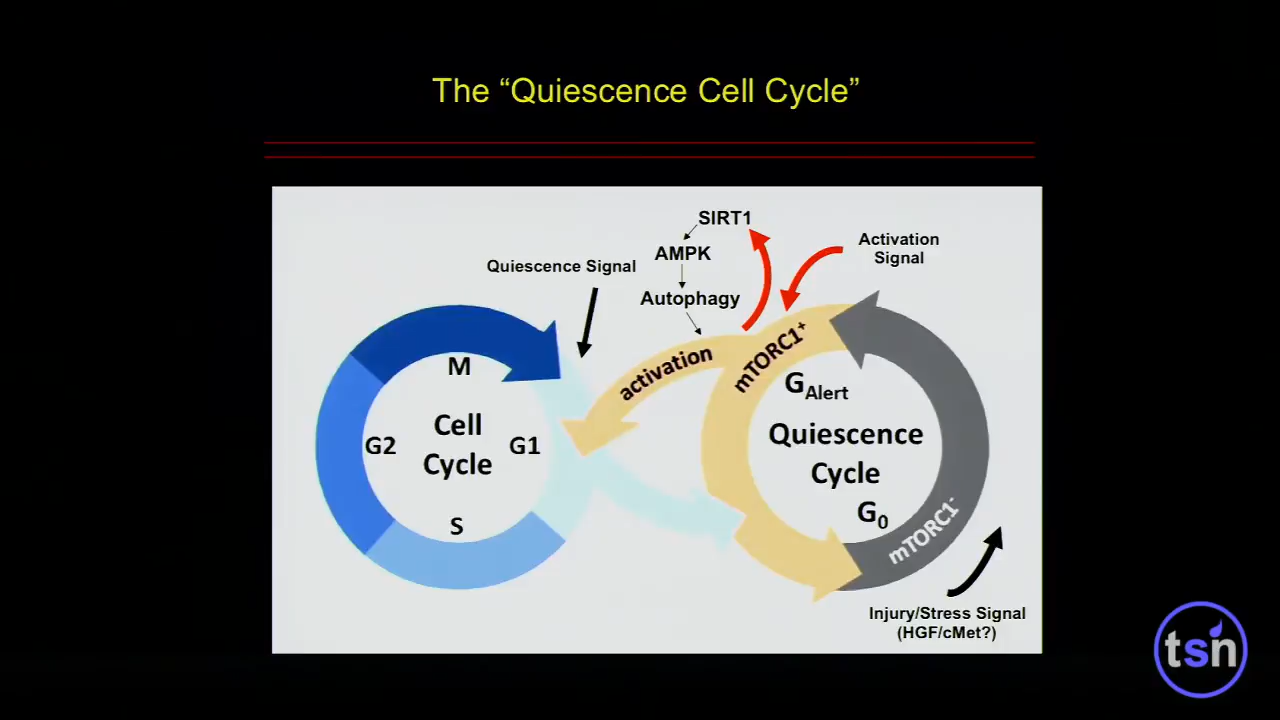 The “Quiescence Cell Cycle”
SIRT1
AMPK
Autophagy
Quiescence Signal
Activation
Signal
activation
mTORC1+
GAlert
Quiescence
Cycle
G0
mTORC1-
Injury/Stress Signal
(HGF/cMet?)
M
G2
Cell
Cycle
G1
S
tsn